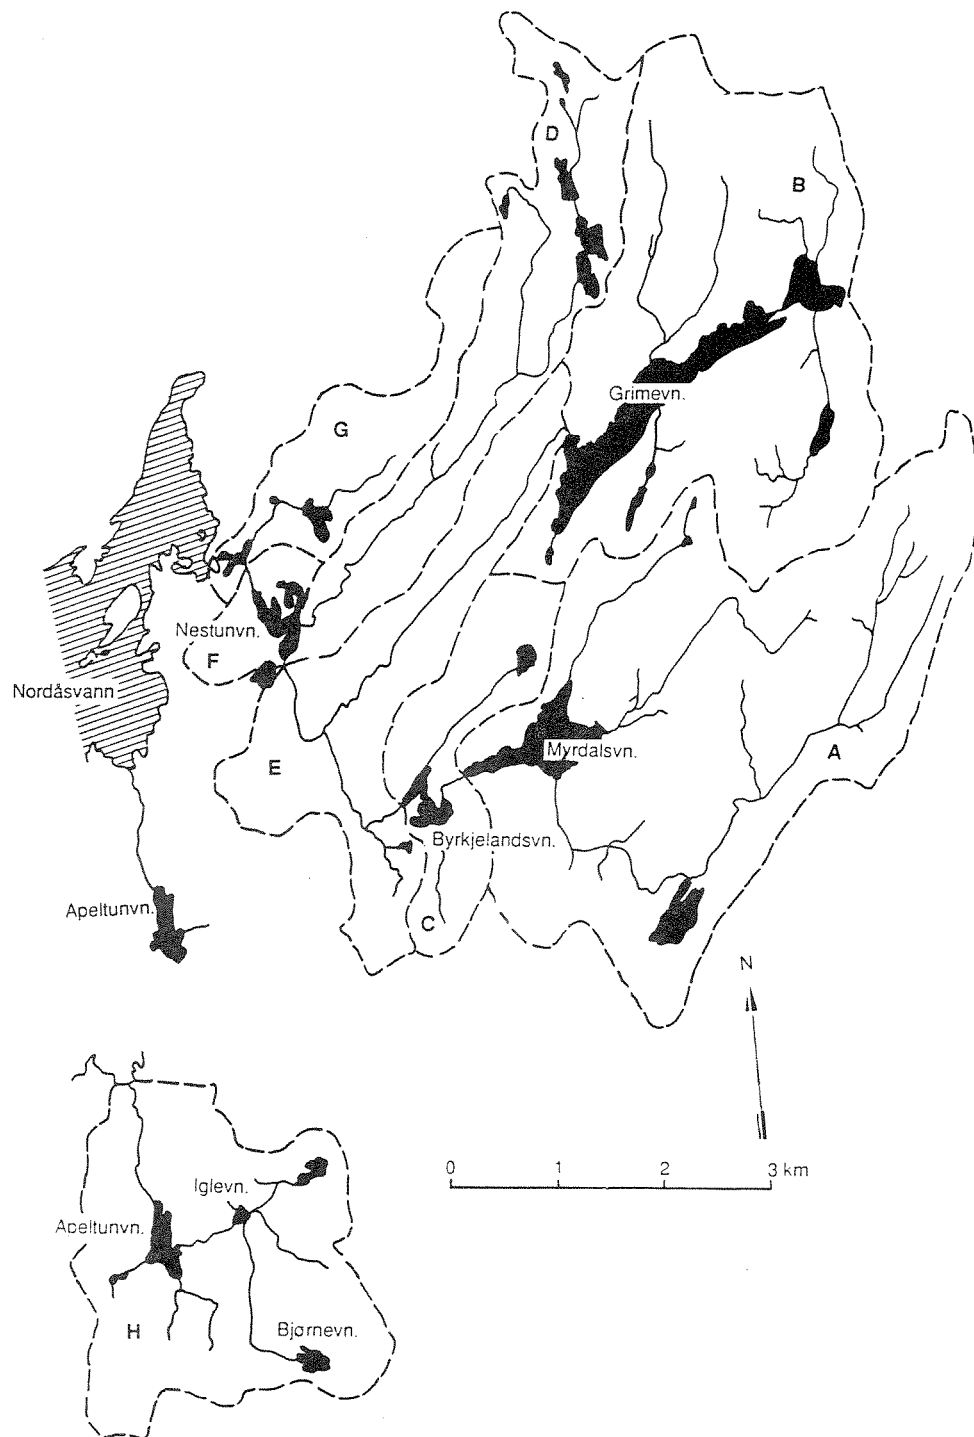 D
B
Grimevn.
G
Nestunvn.
F
Nordåsvann
Myrdalsvn.
A
E
Byrkjelandsvn.
Apeltunvn.
C
N
0 1 2 3 km
Iglevn.
Apeltunvn.
Bjørnevn.
H